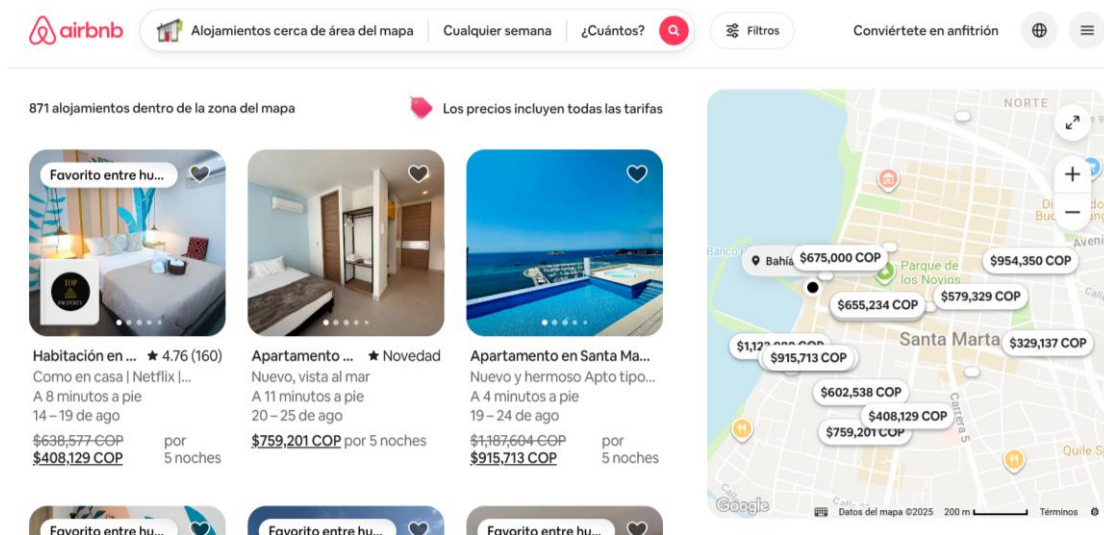 airbnb
Alojamientos cerca de área del mapa
Cualquier semana
¿Cuántos?
Filtros
Conviértete en anfitrión
871 alojamientos dentro de la zona del mapa
Los precios incluyen todas las tarifas
Favorito entre hu...
TOP
PROPERTY
Habitación en ... ★ 4.76 (160)
Como en casa | Netflix |...
A 8 minutos a pie
14 – 19 de ago
$638,577 COP por
$408,129 COP 5 noches
Apartamento ... ★ Novedad
Nuevo, vista al mar
A 11 minutos a pie
20 – 25 de ago
$759,201 COP por 5 noches
Apartamento en Santa Ma...
Nuevo y hermoso Apto tipo...
A 4 minutos a pie
19 – 24 de ago
$1,187,604 COP por
$915,713 COP 5 noches
Favorito entre hu...
Favorito entre hu...
Favorito entre hu...
NORTE
Aveni
Banco
Bahía
$675,000 COP
Parque de
los Novios
$954,350 COP
$579,329 COP
$655,234 COP
Santa Marta
$329,137 COP
$915,713 COP
$602,538 COP
$408,129 COP
$759,201 COP
Carrera 5
Quile
Calle
Google
Datos del mapa ©2025
200 m
Términos